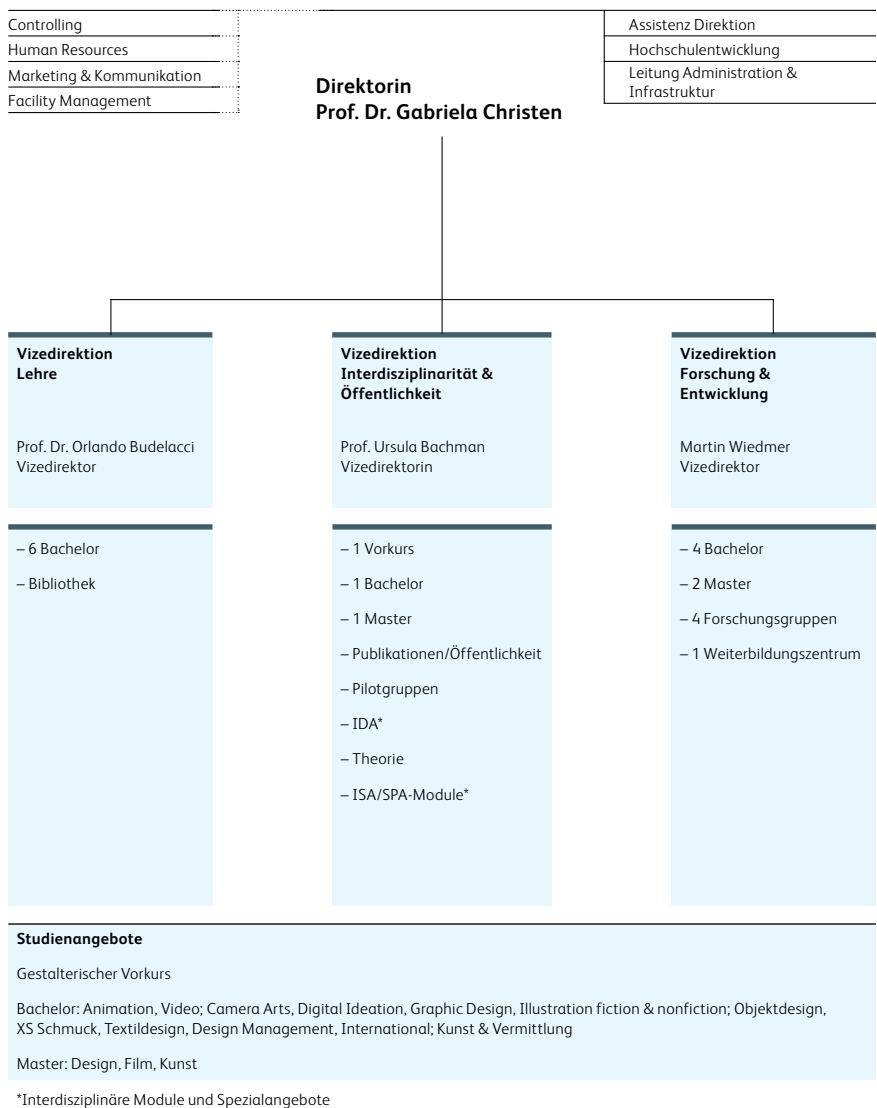 Controlling
Human Resources
Marketing & Kommunikation
Facility Management
Direktorin
Prof. Dr. Gabriela Christen
Assistenz Direktion
Hochschulentwicklung
Leitung Administration &
Infrastruktur
Vizedirektion
Lehre
Prof. Dr. Orlando Budelacci
Vizedirektor
– 6 Bachelor
– Bibliothek
Vizedirektion
Interdisziplinarität &
Öffentlichkeit
Prof. Ursula Bachman
Vizedirektorin
– 1 Vorkurs
– 1 Bachelor
– 1 Master
– Publikationen/Öffentlichkeit
– Pilotgruppen
– IDA*
– Theorie
– ISA/SPA-Module*
Vizedirektion
Forschung &
Entwicklung
Martin Wiedmer
Vizedirektor
– 4 Bachelor
– 2 Master
– 4 Forschungsgruppen
– 1 Weiterbildungszentrum
Studienangebote
Gestalterischer Vorkurs
Bachelor: Animation, Video; Camera Arts, Digital Ideation, Graphic Design, Illustration fiction & nonfiction; Objektdesign,
XS Schmuck, Textildesign, Design Management, International; Kunst & Vermittlung
Master: Design, Film, Kunst
*Interdisziplinäre Module und Spezialangebote